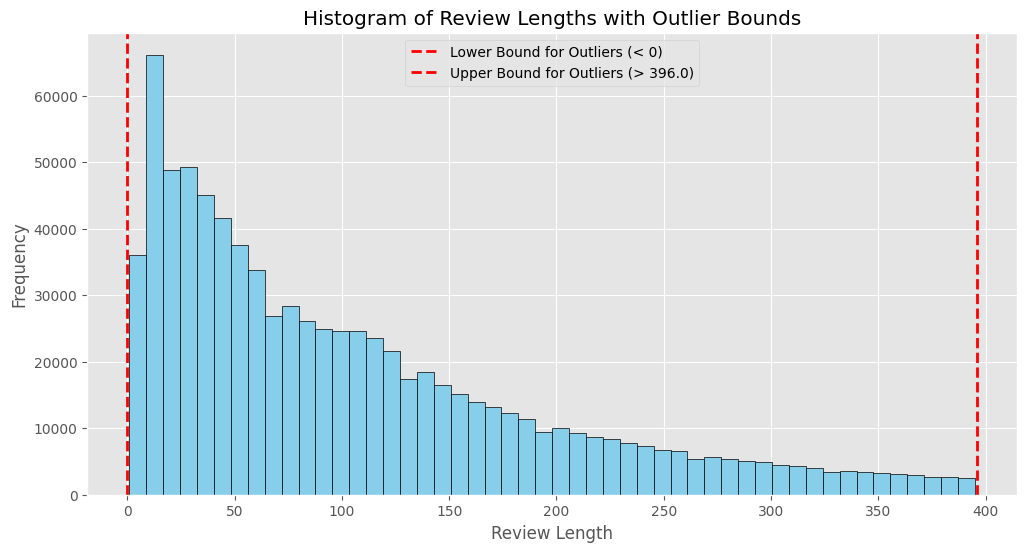 Histogram of Review Lengths with Outlier Bounds
Lower Bound for Outliers (< 0)
Upper Bound for Outliers (> 396.0)
Frequency
60000
50000
40000
30000
20000
10000
0
0 50 100 150 200 250 300 350 400
Review Length